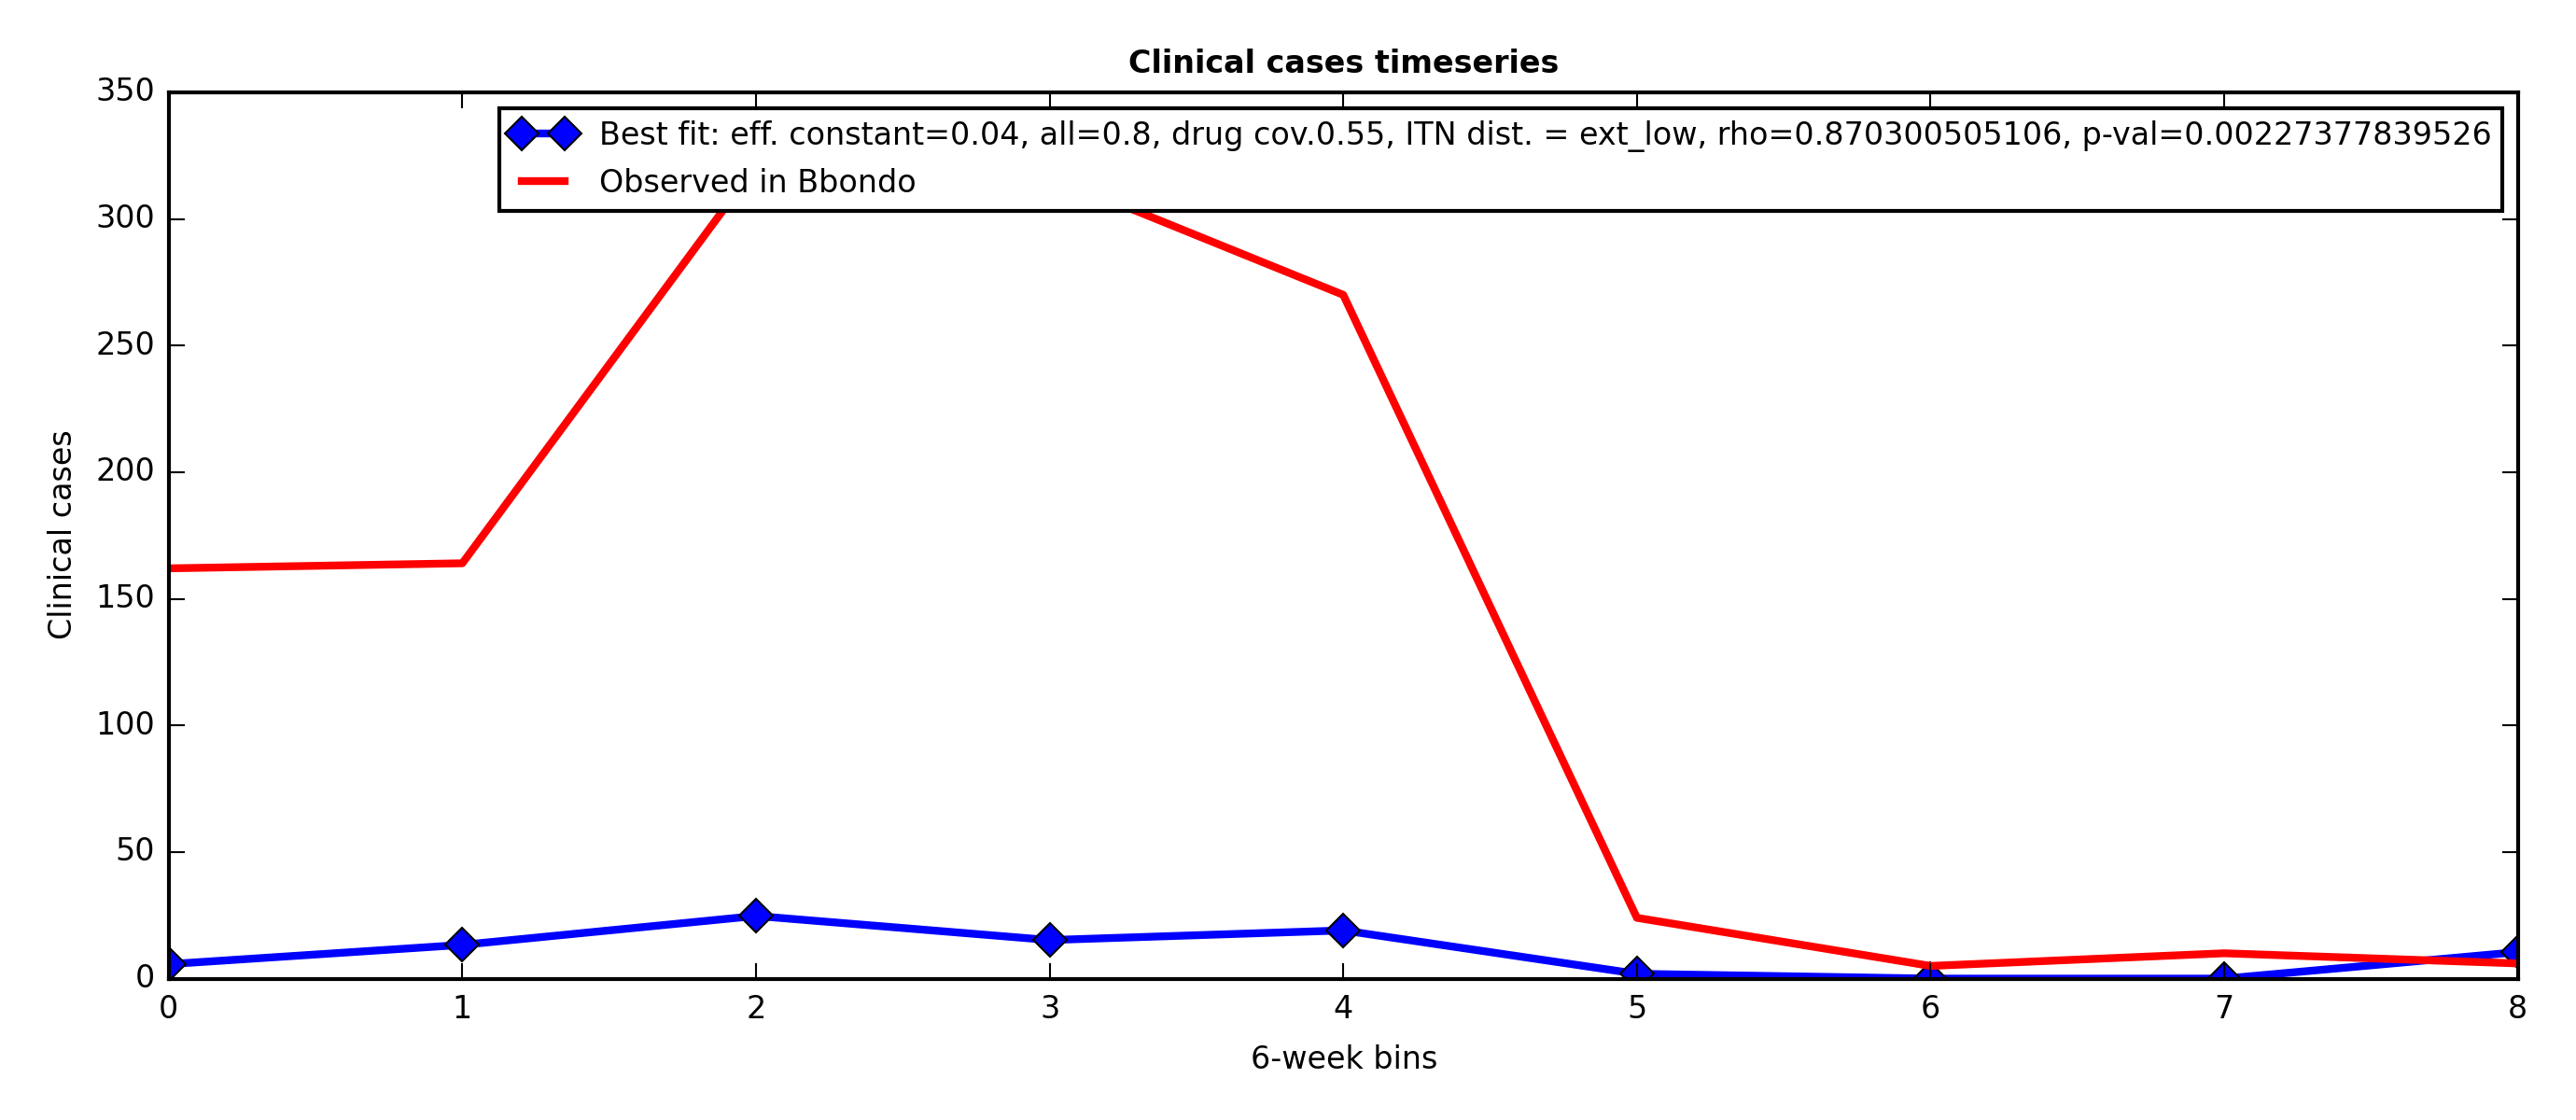 Clinical cases timeseries
Best fit: eff. constant=0.04, all=0.8, drug cov.0.55, ITN dist. = ext_low, rho=0.870300505106, p-val=0.00227377839526
Observed in Bbondo
350
300
250
200
150
100
50
0
Clinical cases
0 1 2 3 4 5 6 7 8
6-week bins